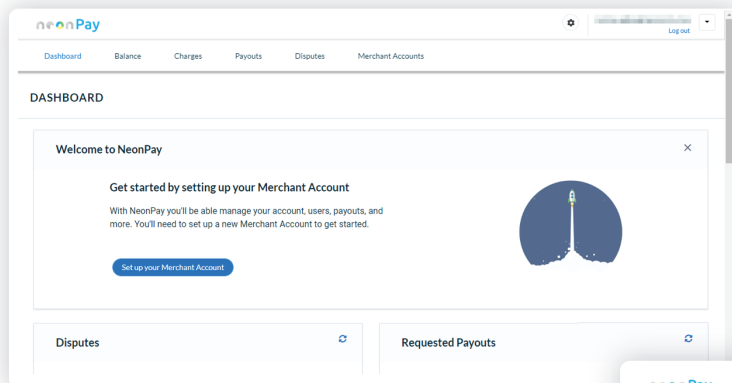 neonPay
Log out
Dashboard Balance Charges Payouts Disputes Merchant Accounts
DASHBOARD
Welcome to NeonPay
Get started by setting up your Merchant Account
With NeonPay you'll be able manage your account, users, payouts, and
more. You'll need to set up a new Merchant Account to get started.
Set up your Merchant Account
Disputes
Requested Payouts
neonPay